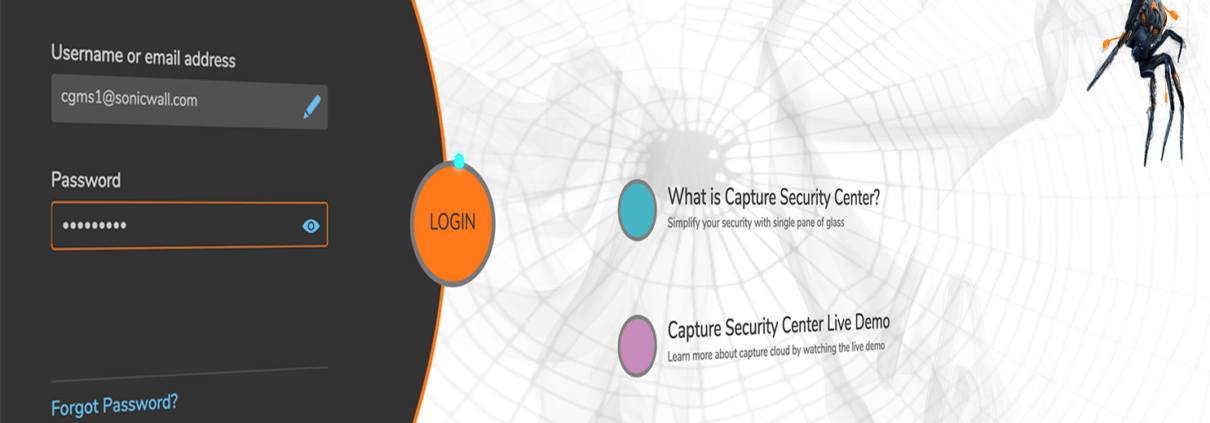 Username or email address
cgms1@sonicwall.com
Password
•••••••••
Forgot Password?
LOGIN
What is Capture Security Center?
Simplify your security with single pane of glass
Capture Security Center Live Demo
Learn more about capture cloud by watching the live demo